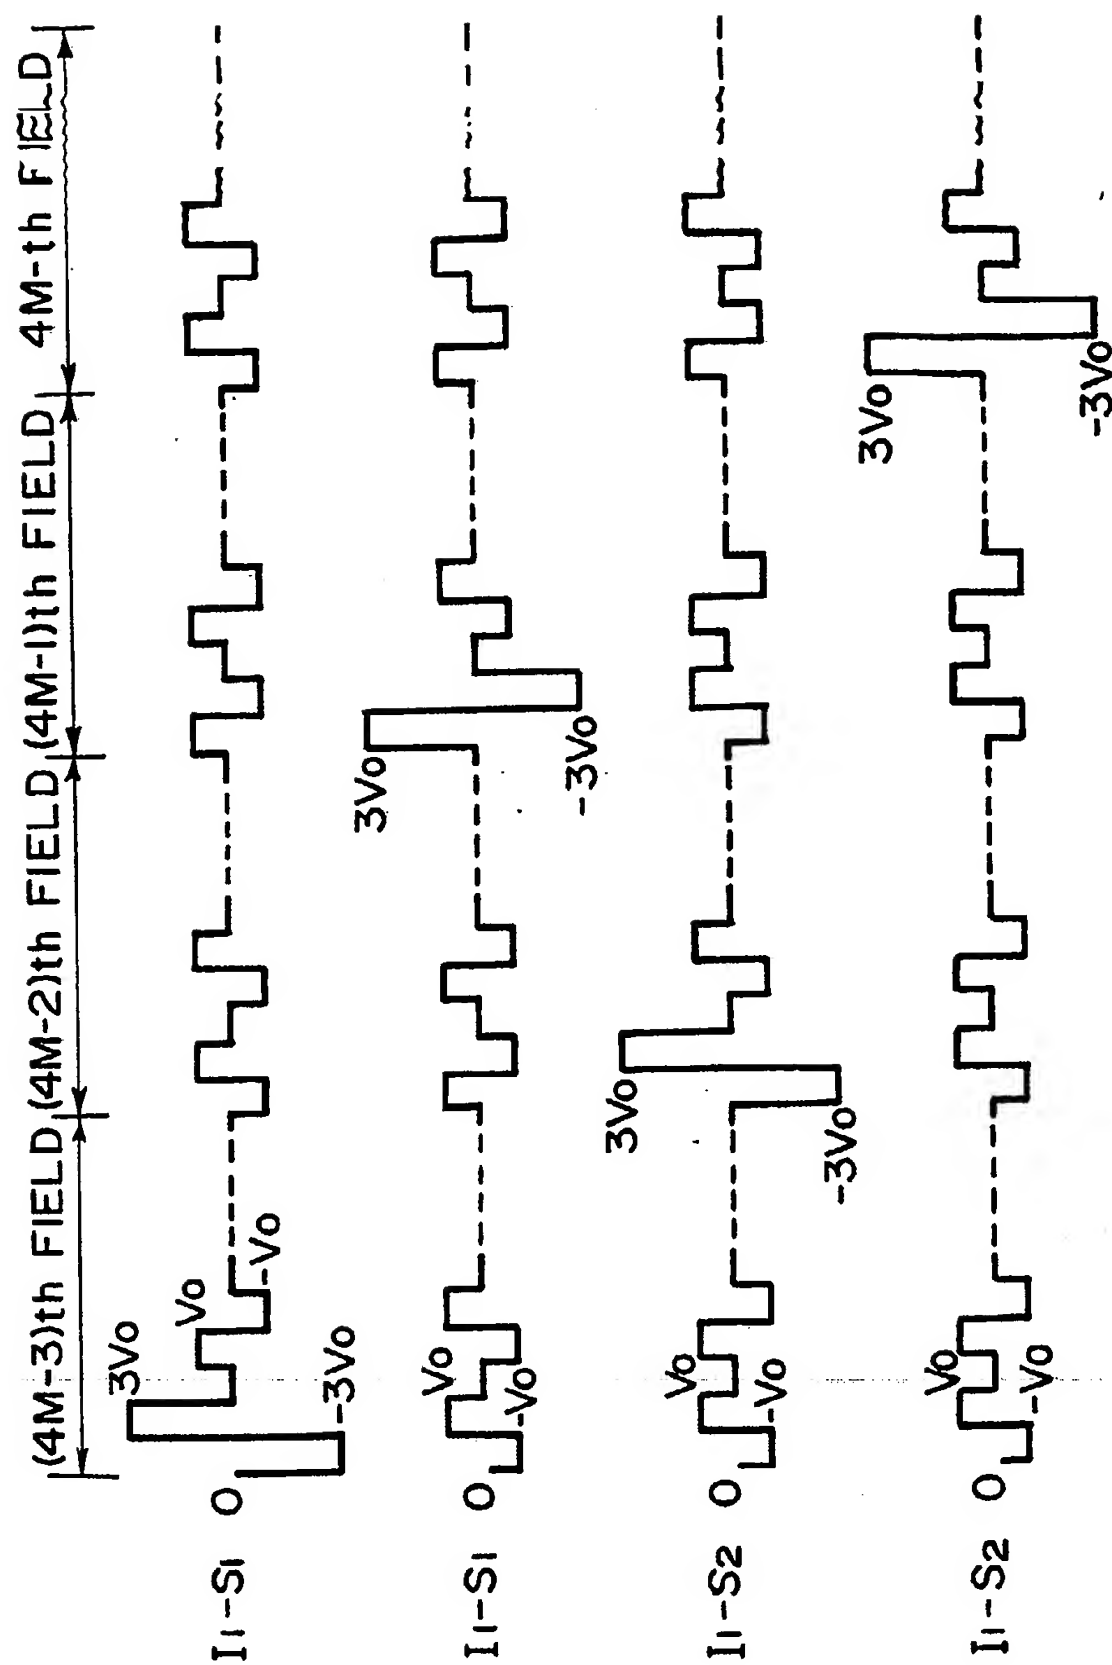 (4M-3)th FIELD (4M-2)th FIELD (4M-1)th FIELD 4M-th FIELD
I1-S1 0 3Vo -3Vo Vo -Vo
I1-S1 0 Vo -Vo 3Vo -3Vo
I1-S2 0 Vo -Vo 3Vo -3Vo
I1-S2 0 Vo -Vo 3Vo -3Vo